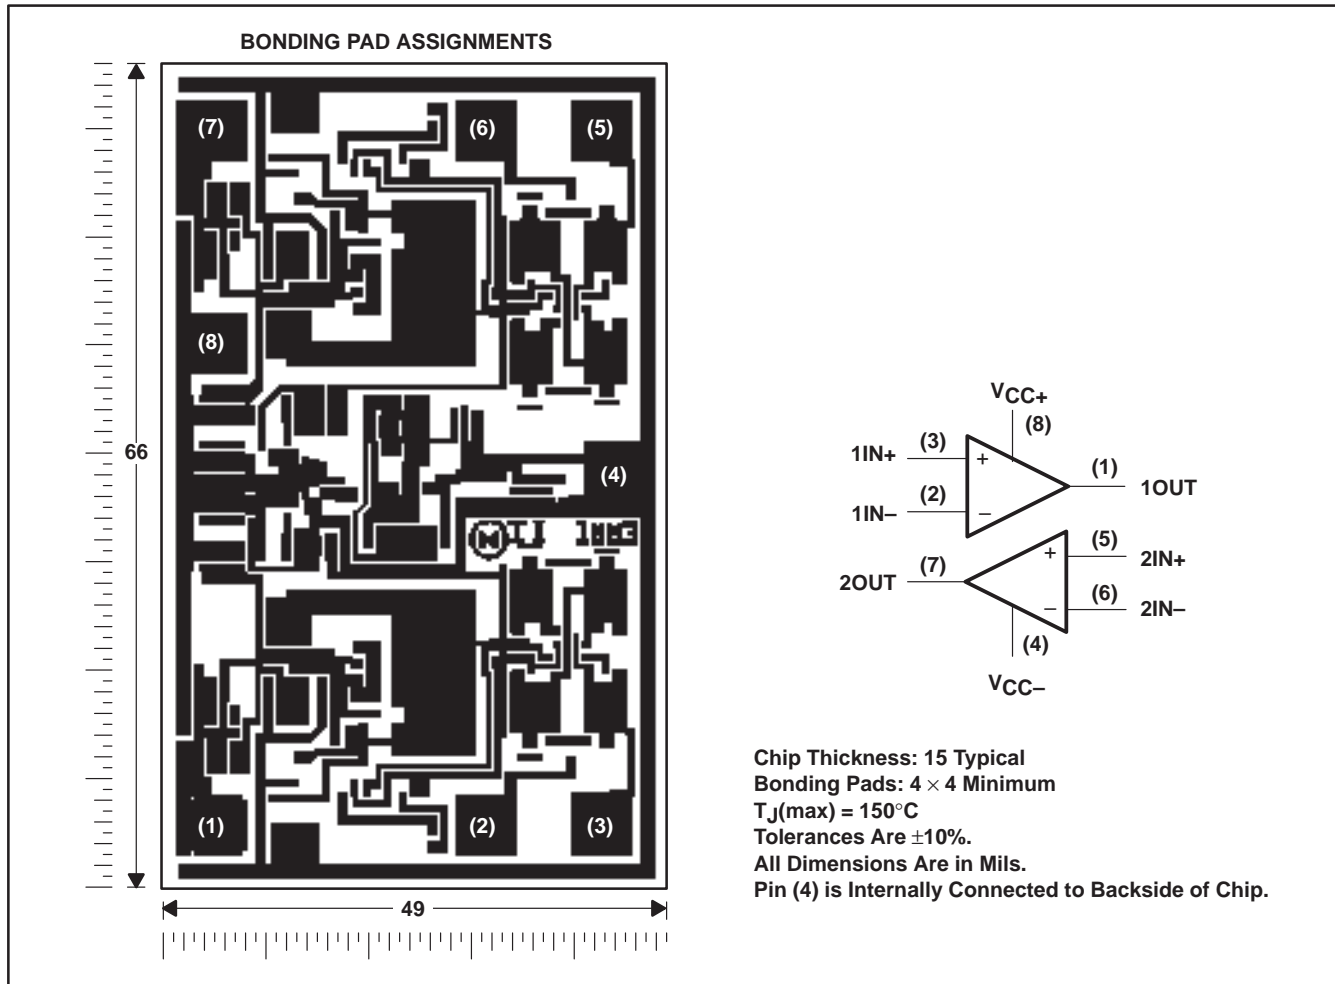 BONDING PAD ASSIGNMENTS
(7)
(6)
(5)
(8)
66
(4)
(1)
(2)
(3)
49
VCC+
(8)
1IN+
(3)
+
(1)
1OUT
1IN–
(2)
–
(5)
+
2IN+
2OUT
(7)
(6)
–
2IN–
(4)
VCC–
Chip Thickness: 15 Typical
Bonding Pads: 4 × 4 Minimum
TJ(max) = 150°C
Tolerances Are ±10%.
All Dimensions Are in Mils.
Pin (4) is Internally Connected to Backside of Chip.